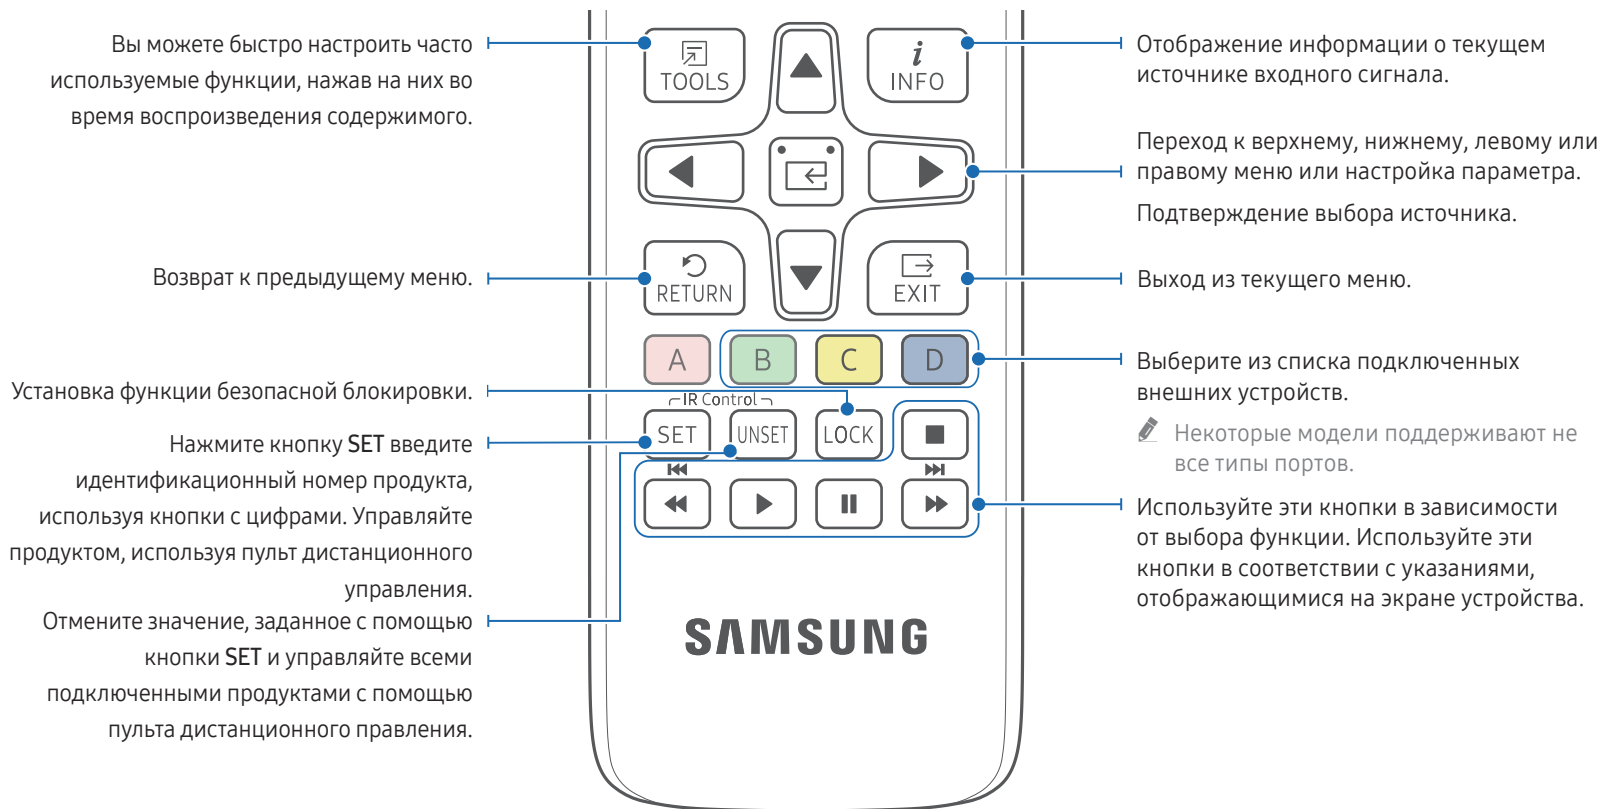 Вы можете быстро настроить часто
используемые функции, нажав на них во
время воспроизведения содержимого.
Возврат к предыдущему меню.
Установка функции безопасной блокировки.
Нажмите кнопку SET введите
идентификационный номер продукта,
используя кнопки с цифрами. Управляйте
продуктом, используя пульт дистанционного
управления.
Отмените значение, заданное с помощью
кнопки SET и управляйте всеми
подключенными продуктами с помощью
пульта дистанционного правления.
TOOLS
i
INFO
RETURN
EXIT
A B C D
IR Control
SET UNSET LOCK
SAMSUNG
Отображение информации о текущем
источнике входного сигнала.
Переход к верхнему, нижнему, левому или
правому меню или настройка параметра.
Подтверждение выбора источника.
Выход из текущего меню.
Выберите из списка подключенных
внешних устройств.
Некоторые модели поддерживают не
все типы портов.
Используйте эти кнопки в зависимости
от выбора функции. Используйте эти
кнопки в соответствии с указаниями,
отображающимися на экране устройства.